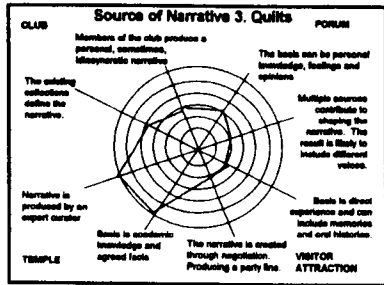 Source of Narrative 3. Quilts
CLUB
FORUM
Members of the club produce a
personal, sometimes,
idiosyncratic narrative
The basis can be personal
knowledge, feelings and
opinions
The existing
collections
define the
narrative.
Multiple sources
contribute to
shaping the
narrative. The
result is likely to
include different
voices.
Narrative is
produced by an
expert curator
Basis is direct
experience and can
include memories
and oral histories.
Basis is academic
knowledge and
agreed facts
The narrative is created
through negotiation.
Producing a party line.
TEMPLE
VISITOR
ATTRACTION